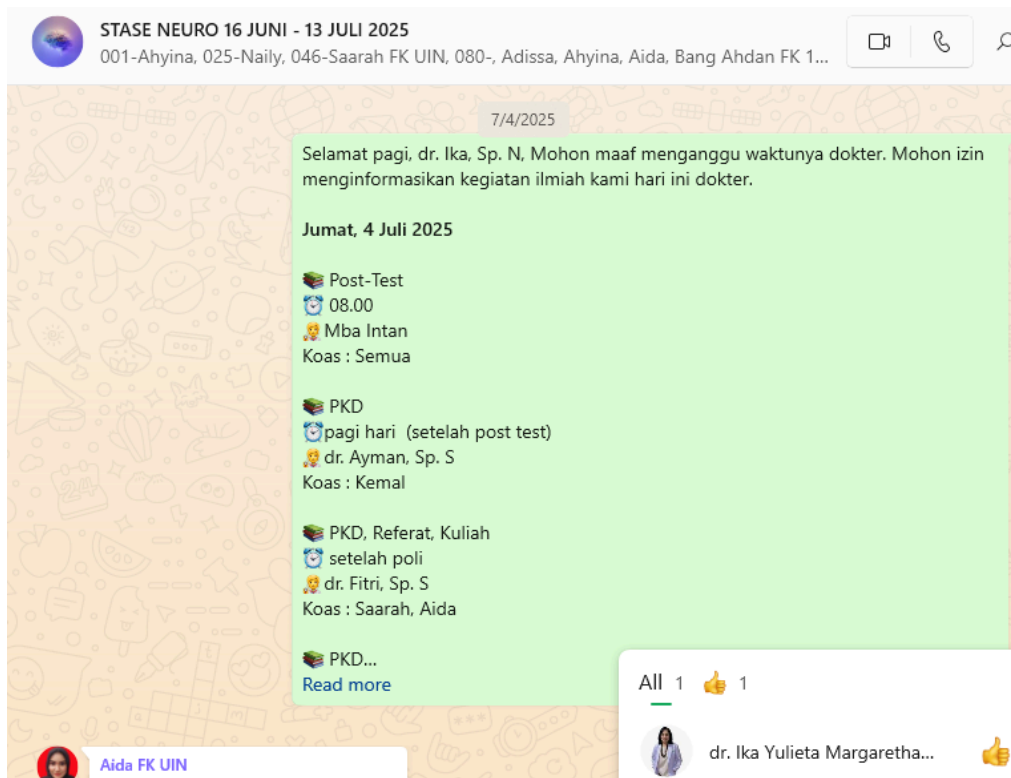 STASE NEURO 16 JUNI - 13 JULI 2025
001-Ahyina, 025-Naily, 046-Saarah FK UIN, 080-, Adissa, Ahyina, Aida, Bang Ahdan FK 1...
7/4/2025
Selamat pagi, dr. Ika, Sp. N, Mohon maaf menganggu waktunya dokter. Mohon izin
menginformasikan kegiatan ilmiah kami hari ini dokter.
Jumat, 4 Juli 2025
📚 Post-Test
⏰ 08.00
👩‍⚕️ Mba Intan
Koas : Semua
📚 PKD
⏰pagi hari  (setelah post test)
👩‍⚕️ dr. Ayman, Sp. S
Koas : Kemal
📚 PKD, Referat, Kuliah
⏰ setelah poli
👩‍⚕️ dr. Fitri, Sp. S
Koas : Saarah, Aida
📚 PKD...
Read more
All 1 👍 1
dr. Ika Yulieta Margaretha... 👍
Aida FK UIN